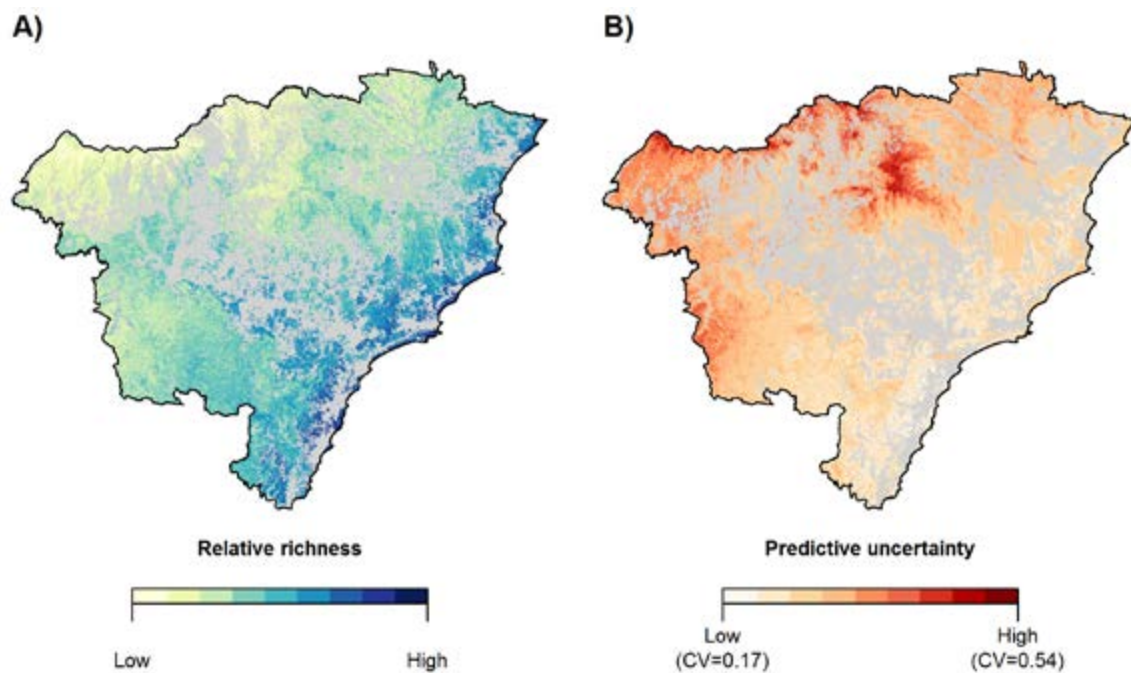 A)
B)
Relative richness
Predictive uncertainty
Low
High
Low
(CV=0.17)
High
(CV=0.54)